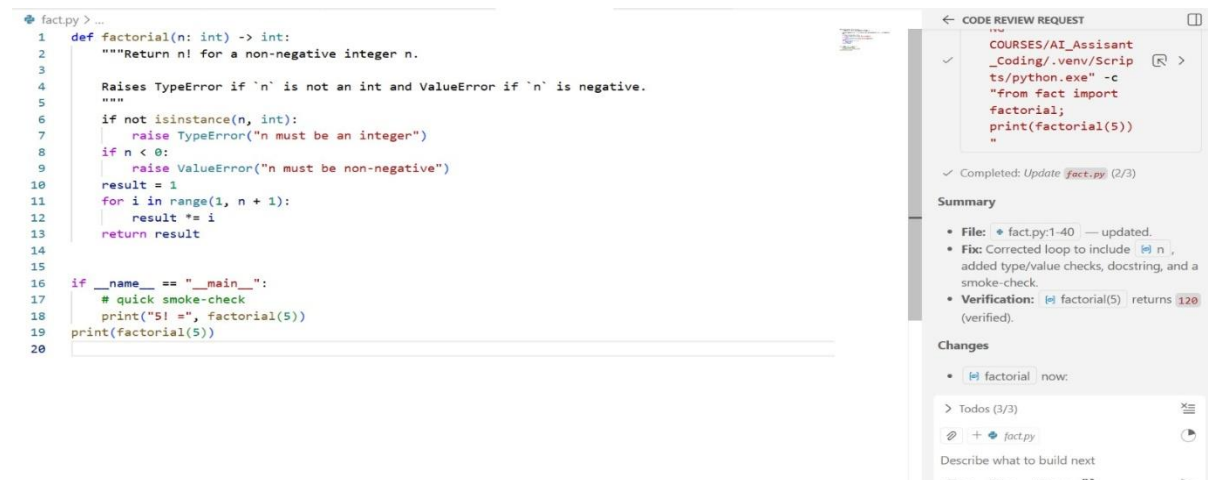 fact.py > ...
1 def factorial(n: int) -> int:
2     """Return n! for a non-negative integer n.
3
4     Raises TypeError if `n` is not an int and ValueError if `n` is negative.
5     """
6     if not isinstance(n, int):
7         raise TypeError("n must be an integer")
8     if n < 0:
9         raise ValueError("n must be non-negative")
10     result = 1
11     for i in range(1, n + 1):
12         result *= i
13     return result
14
15
16 if __name__ == "__main__":
17     # quick smoke-check
18     print("5! =", factorial(5))
19 print(factorial(5))
20
CODE REVIEW REQUEST
COURSES/AI_Assisant
_Coding/.venv/Scrip
ts/python.exe" -c
"from fact import
factorial;
print(factorial(5))
"
Completed: Update fact.py (2/3)
Summary
• File: fact.py:1-40 — updated.
• Fix: Corrected loop to include n ,
added type/value checks, docstring, and a
smoke-check.
• Verification: factorial(5) returns 120
(verified).
Changes
• factorial now:
> Todos (3/3)
+ fact.py
Describe what to build next